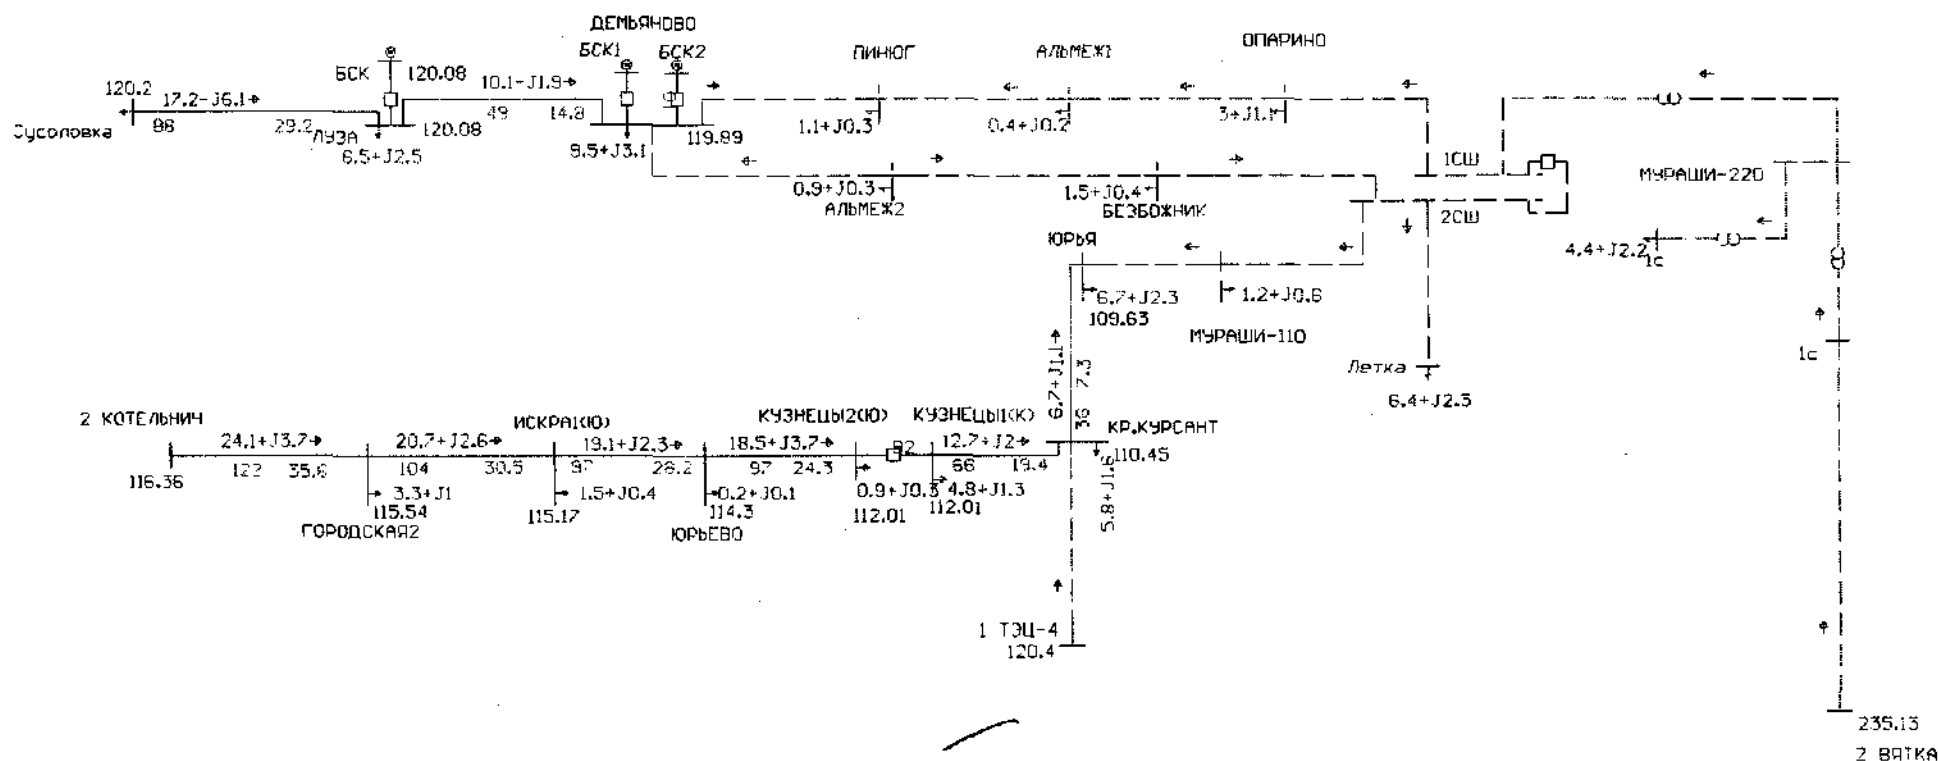 ДЕМЬЯНОВО
БСК1
БСК2
ПИНЮГ
АЛЬМЕЖ1
ОПАРИНО
БСК
120.08
10.1-J1.9
120.2
17.2-J6.1
49
14.8
Сусоловка
29.2
ЛУЗА
120.08
6.5+J2.5
9.5+J3.1
119.89
1.1+J0.3
0.4+J0.2
3+J1.1
1СШ
МУРАШИ-220
0.9+J0.3
1.5+J0.4
АЛЬМЕЖ2
БЕЗБОЖНИК
2СШ
ЮРЬЯ
4.4+J2.2
1с
6.7+J2.3
1.2+J0.6
109.63
МУРАШИ-110
1с
6.7+J1.1
36 7.3
Летка
6.4+J2.3
2 КОТЕЛЬНИЧ
ИСКРА1(Ю)
КУЗНЕЦЫ2(Ю)
КУЗНЕЦЫ1(К)
КР.КУРСАНТ
24.1+J3.7
20.7+J2.6
19.1+J2.3
18.5+J3.7
В2
12.7+J2
110.45
122
35.6
104
30.5
97
28.2
97
24.3
66
19.4
116.36
3.3+J1
1.5+J0.4
0.2+J0.1
0.9+J0.3
4.8+J1.3
5.8+J1.6
115.54
115.17
114.3
112.01
112.01
ГОРОДСКАЯ2
ЮРЬЕВО
1 ТЭЦ-4
120.4
235.13
2 ВЯТКА